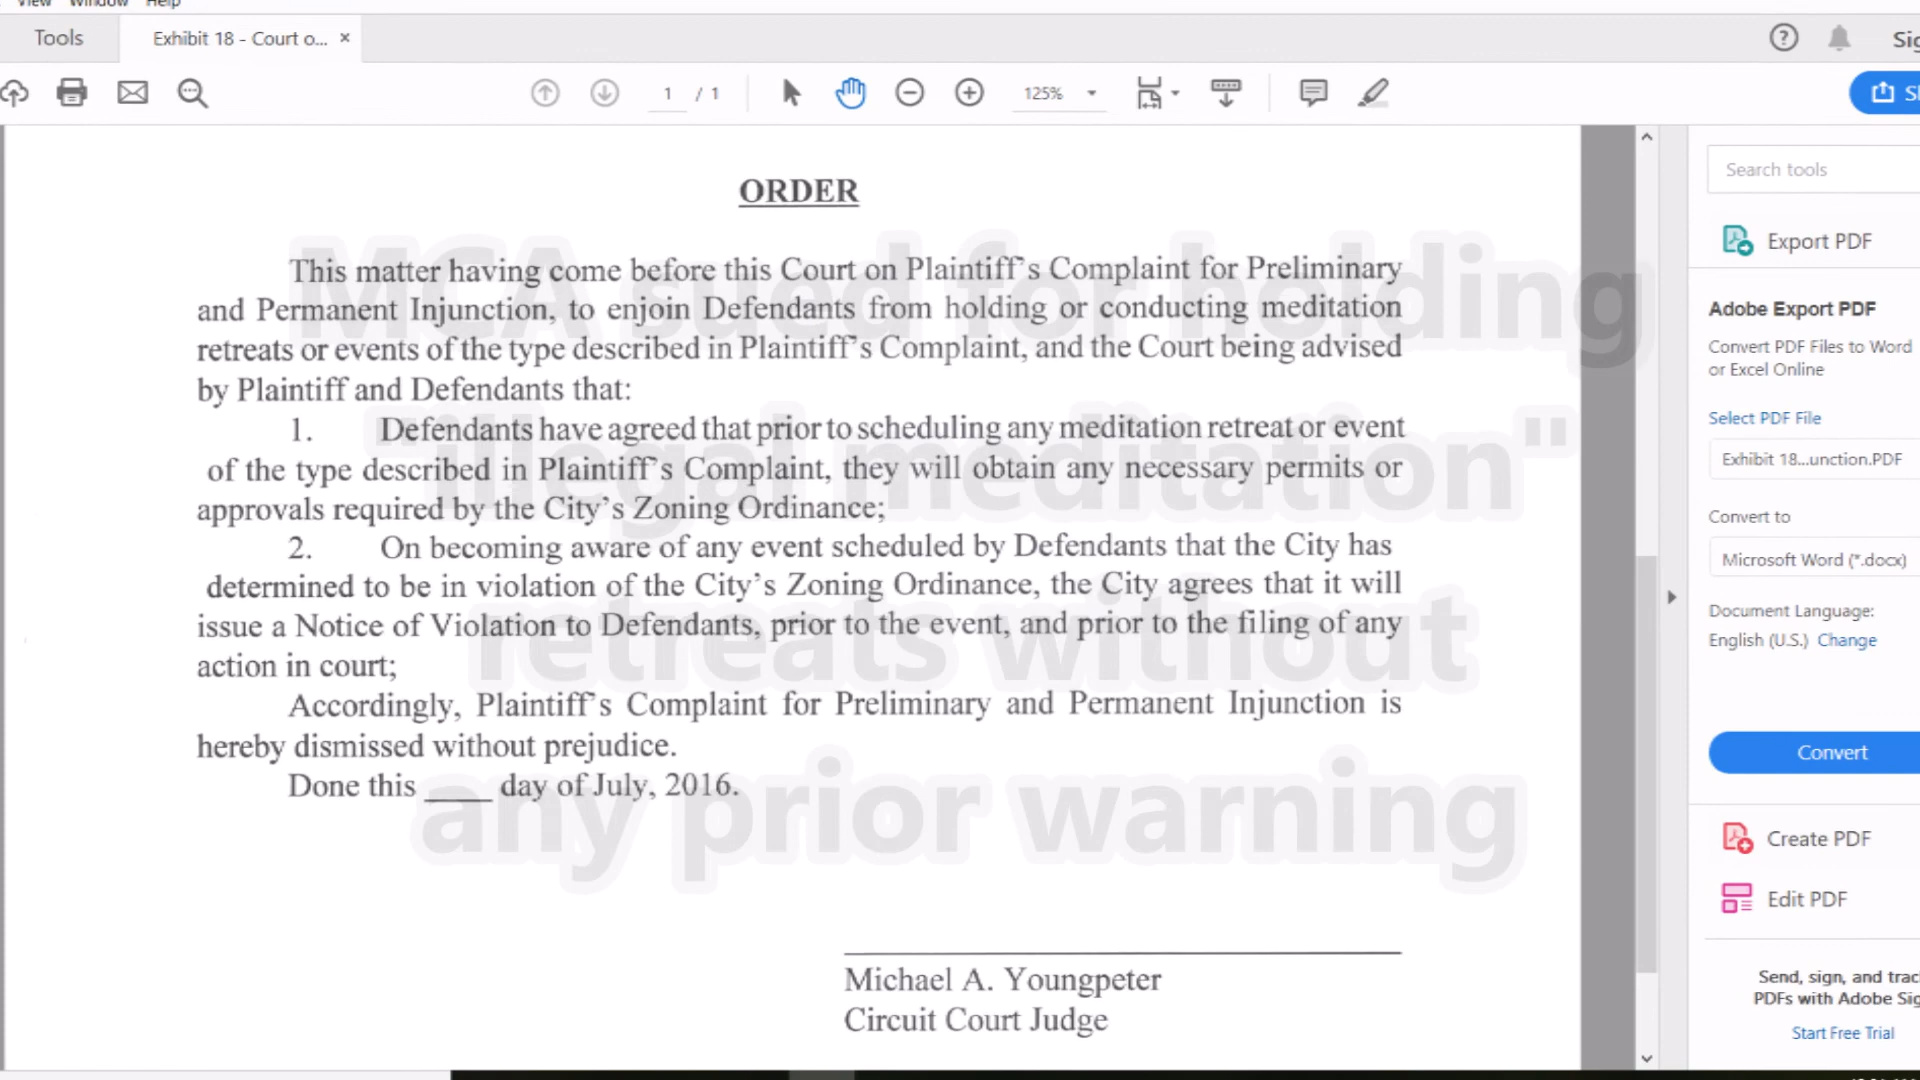 View Window Help
Tools
Exhibit 18 - Court o... ×
1 / 1
125%
ORDER
This matter having come before this Court on Plaintiff's Complaint for Preliminary
and Permanent Injunction, to enjoin Defendants from holding or conducting meditation
retreats or events of the type described in Plaintiff's Complaint, and the Court being advised
by Plaintiff and Defendants that:
1. Defendants have agreed that prior to scheduling any meditation retreat or event
of the type described in Plaintiff's Complaint, they will obtain any necessary permits or
approvals required by the City's Zoning Ordinance;
2. On becoming aware of any event scheduled by Defendants that the City has
determined to be in violation of the City's Zoning Ordinance, the City agrees that it will
issue a Notice of Violation to Defendants, prior to the event, and prior to the filing of any
action in court;
Accordingly, Plaintiff's Complaint for Preliminary and Permanent Injunction is
hereby dismissed without prejudice.
Done this ____ day of July, 2016.
Michael A. Youngpeter
Circuit Court Judge
MCA sued for holding
"illegal meditation"
retreats without
any prior warning
Search tools
Export PDF
Adobe Export PDF
Convert PDF Files to Word
or Excel Online
Select PDF File
Exhibit 18...unction.PDF
Convert to
Microsoft Word (*.docx)
Document Language:
English (U.S.) Change
Convert
Create PDF
Edit PDF
Send, sign, and
PDFs with Adobe
Start Free Trial